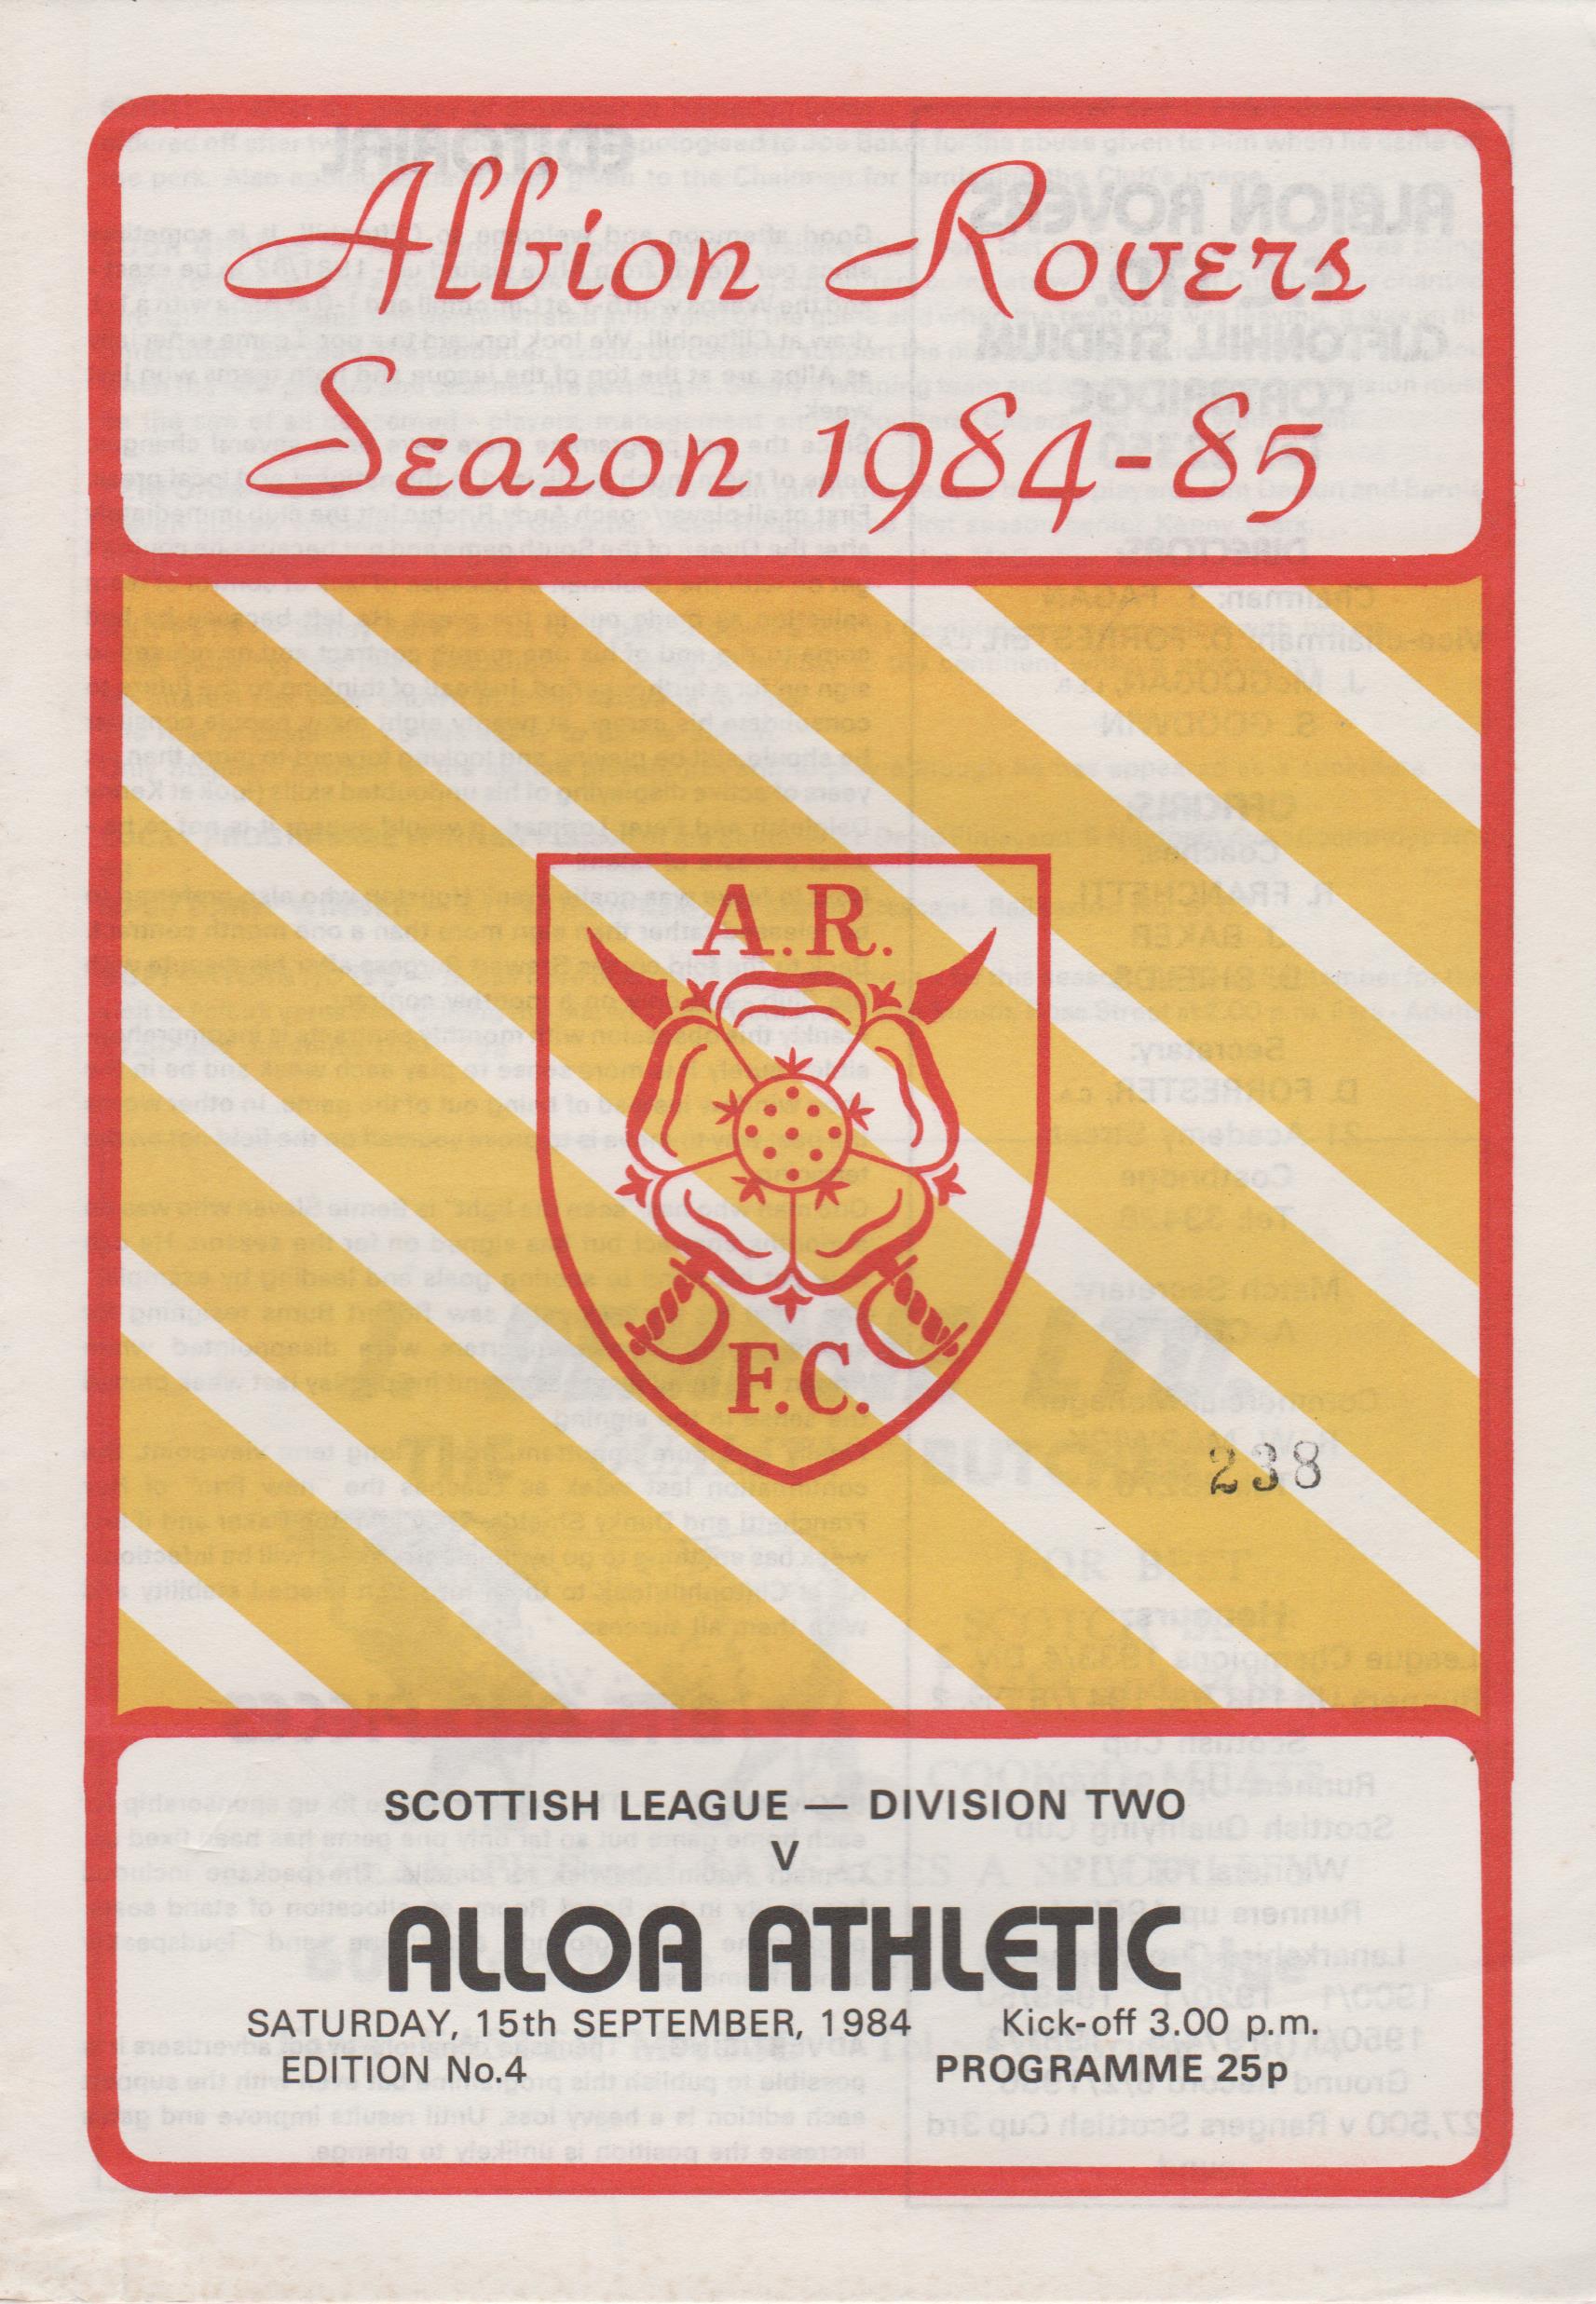 Albion Rovers
Season 1984-85
A.R.
F.C.
238
SCOTTISH LEAGUE — DIVISION TWO
V
ALLOA ATHLETIC
SATURDAY, 15th SEPTEMBER, 1984 Kick-off 3.00 p.m.
EDITION No.4 PROGRAMME 25p